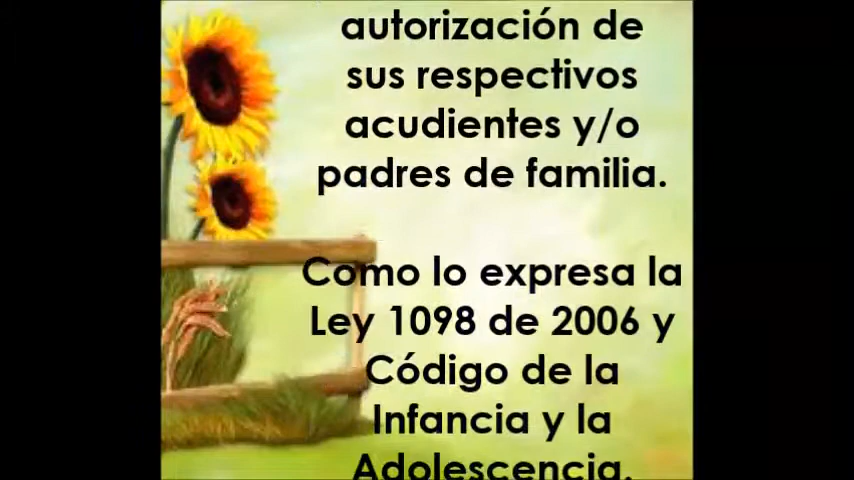 autorización de
sus respectivos
acudientes y/o
padres de familia.
Como lo expresa la
Ley 1098 de 2006 y
Código de la
Infancia y la
Adolescencia.